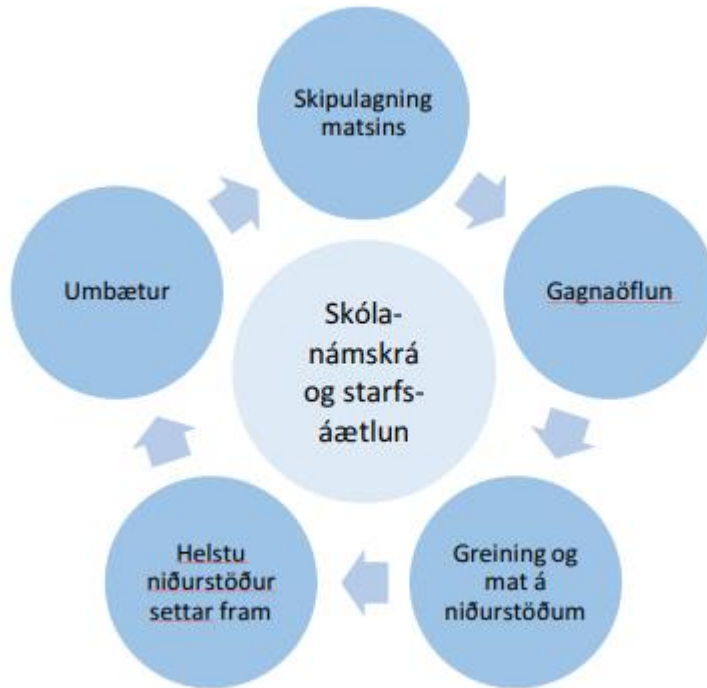 Skipulagning
matsins
Gagnaöflun
Greining og
mat á
niðurstöðum
Helstu
niðurstöður
settar fram
Umbætur
Skóla-
námskrá
og starfs-
áætlun